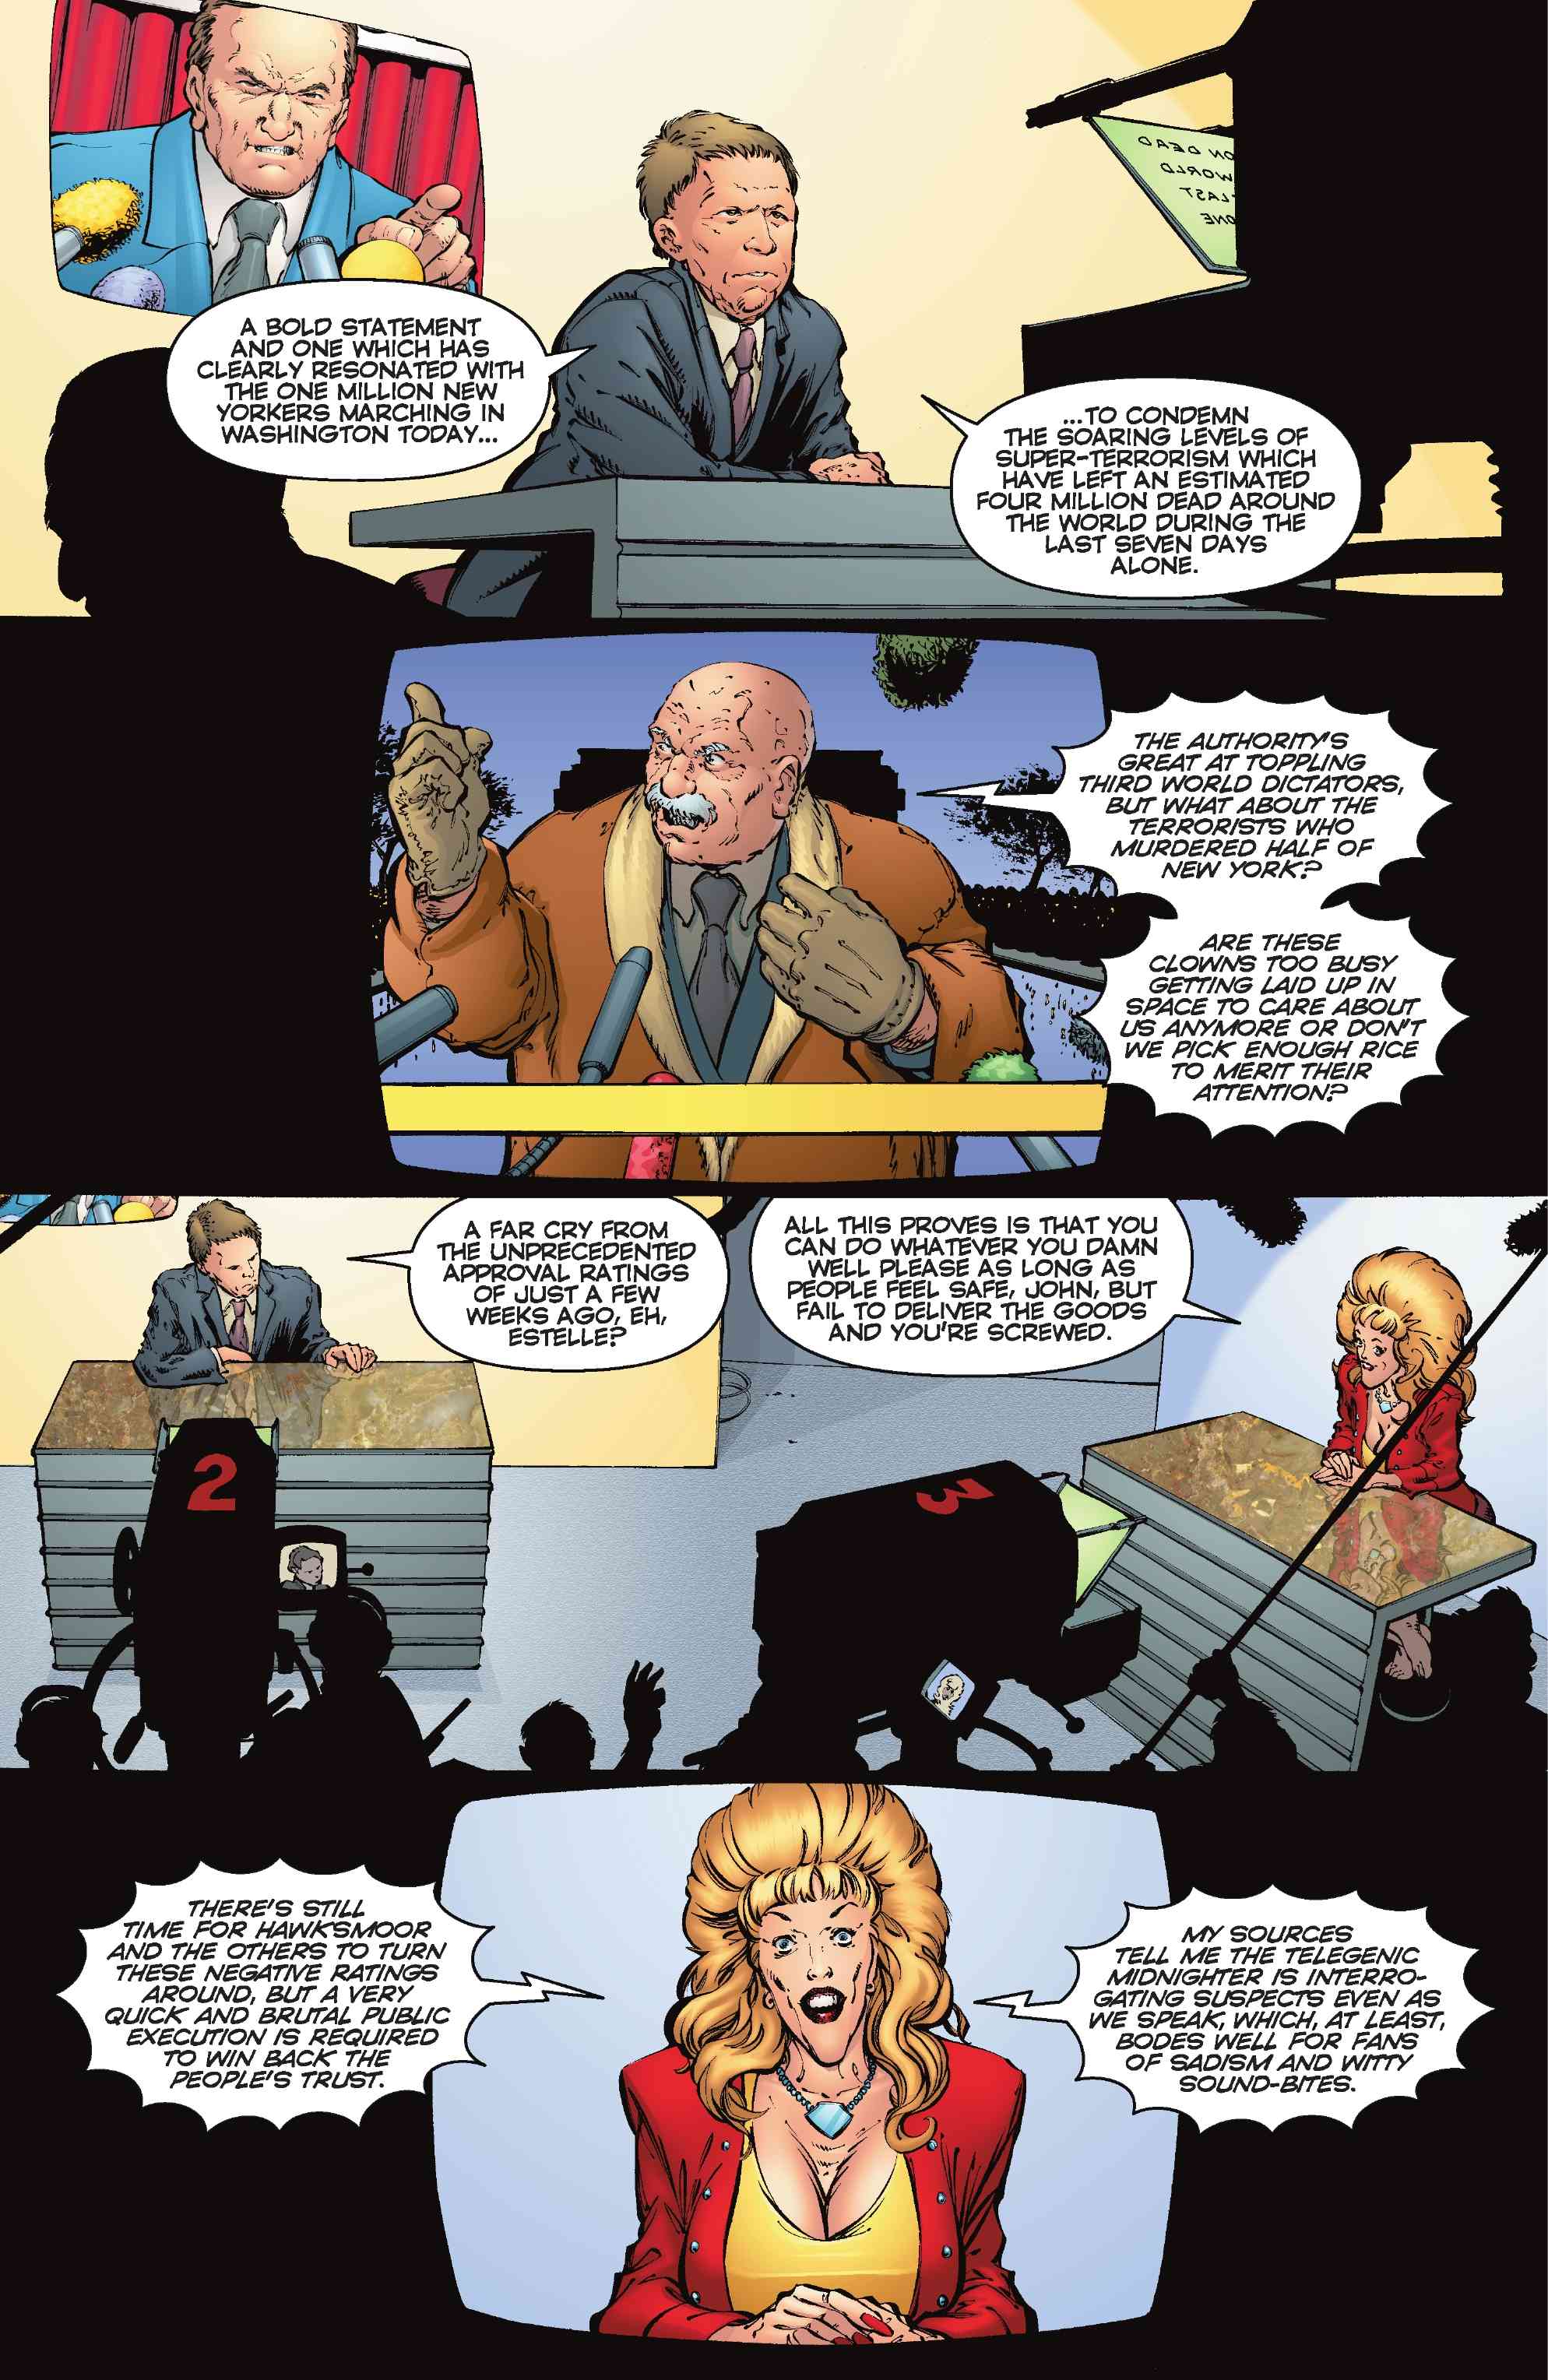 ON DEAD
WORLD
LAST
ONE
A BOLD STATEMENT
AND ONE WHICH HAS
CLEARLY RESONATED WITH
THE ONE MILLION NEW
YORKERS MARCHING IN
WASHINGTON TODAY...
...TO CONDEMN
THE SOARING LEVELS OF
SUPER-TERRORISM WHICH
HAVE LEFT AN ESTIMATED
FOUR MILLION DEAD AROUND
THE WORLD DURING THE
LAST SEVEN DAYS
ALONE.
THE AUTHORITY'S
GREAT AT TOPPLING
THIRD WORLD DICTATORS,
BUT WHAT ABOUT THE
TERRORISTS WHO
MURDERED HALF OF
NEW YORK?
ARE THESE
CLOWNS TOO BUSY
GETTING LAID UP IN
SPACE TO CARE ABOUT
US ANYMORE OR DON'T
WE PICK ENOUGH RICE
TO MERIT THEIR
ATTENTION?
A FAR CRY FROM
THE UNPRECEDENTED
APPROVAL RATINGS
OF JUST A FEW
WEEKS AGO, EH,
ESTELLE?
ALL THIS PROVES IS THAT YOU
CAN DO WHATEVER YOU DAMN
WELL PLEASE AS LONG AS
PEOPLE FEEL SAFE, JOHN, BUT
FAIL TO DELIVER THE GOODS
AND YOU'RE SCREWED.
2
3
THERE'S STILL
TIME FOR HAWKSMOOR
AND THE OTHERS TO TURN
THESE NEGATIVE RATINGS
AROUND, BUT A VERY
QUICK AND BRUTAL PUBLIC
EXECUTION IS REQUIRED
TO WIN BACK THE
PEOPLE'S TRUST.
MY SOURCES
TELL ME THE TELEGENIC
MIDNIGHTER IS INTERRO-
GATING SUSPECTS EVEN AS
WE SPEAK, WHICH, AT LEAST,
BODES WELL FOR FANS
OF SADISM AND WITTY
SOUND-BITES.